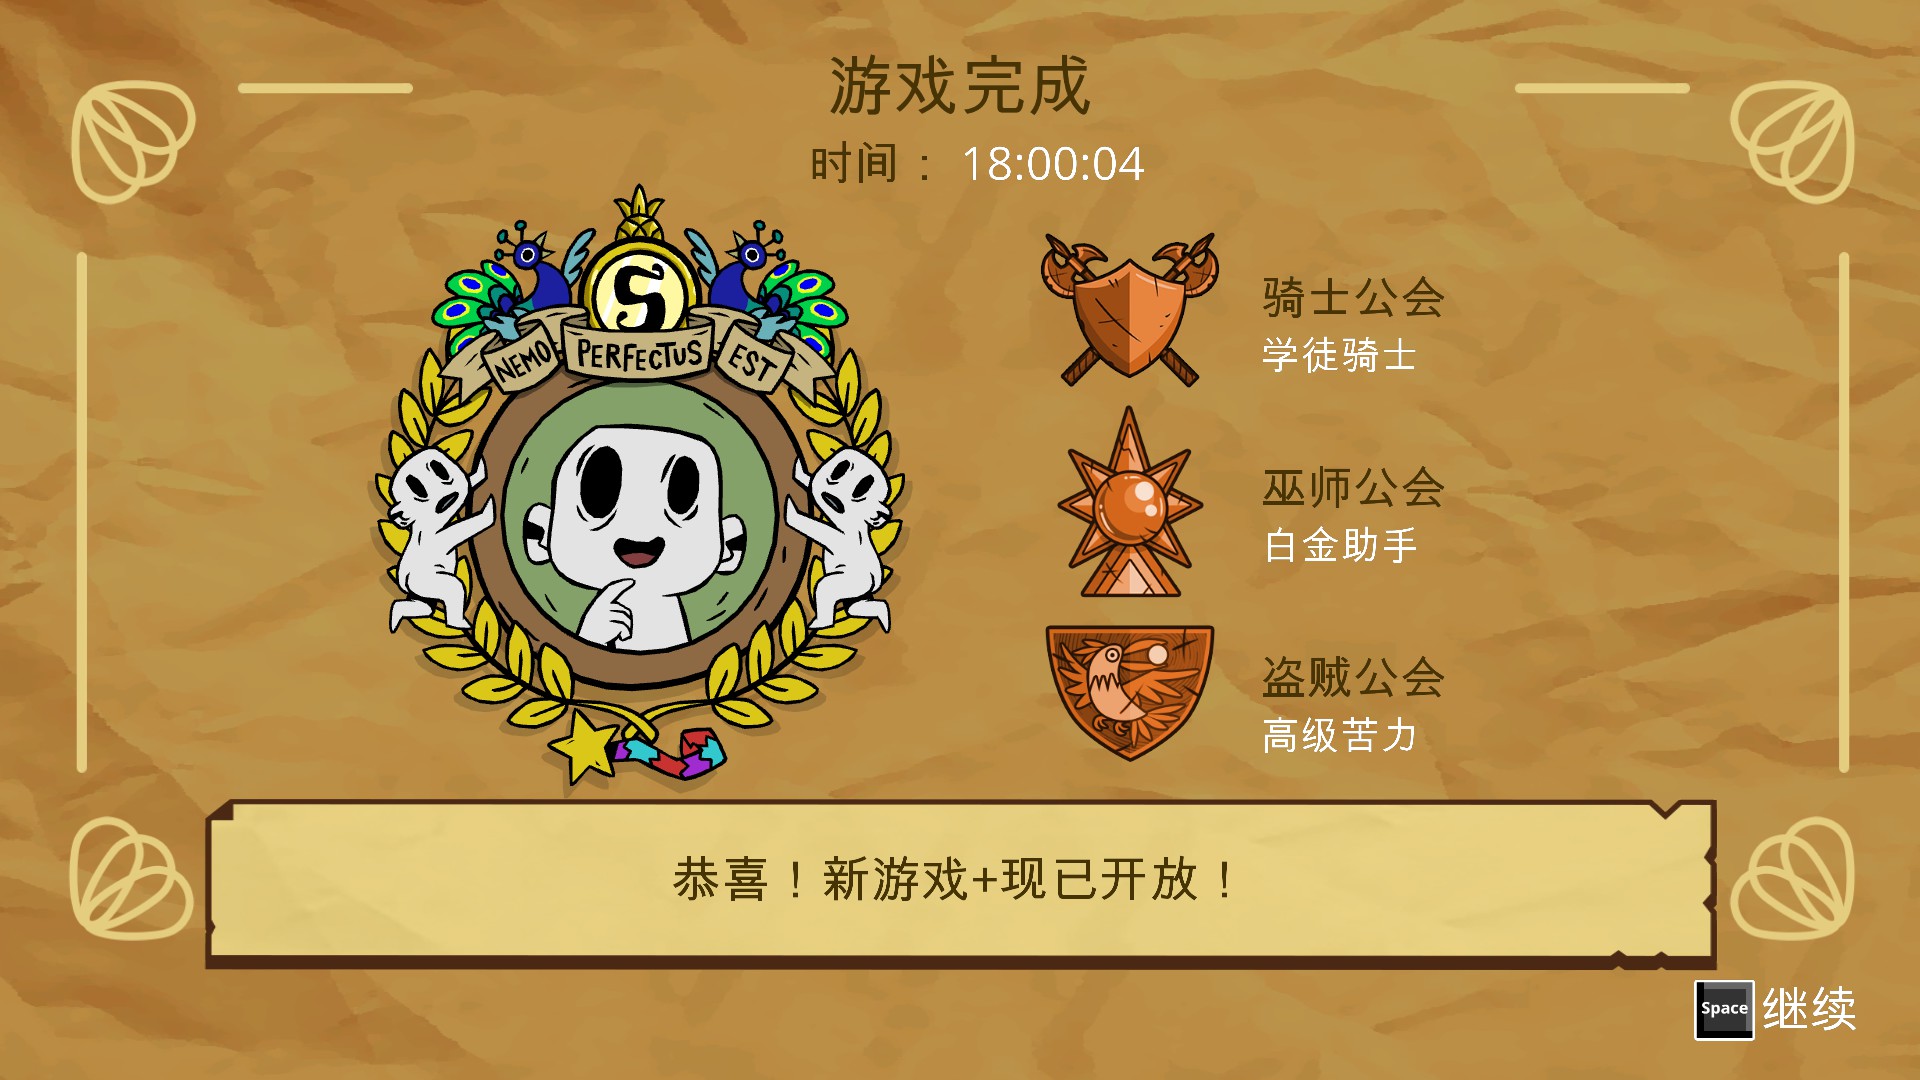 游戏完成
时间： 18:00:04
S
NEMO PERFECTUS EST
骑士公会
学徒骑士
巫师公会
白金助手
盗贼公会
高级苦力
恭喜！新游戏+现已开放！
Space 继续